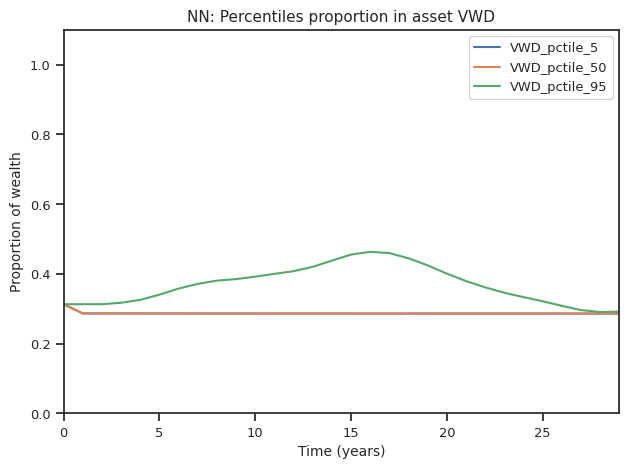 NN: Percentiles proportion in asset VWD
VWD_pctile_5
VWD_pctile_50
VWD_pctile_95
Proportion of wealth
1.0
0.8
0.6
0.4
0.2
0.0
0 5 10 15 20 25
Time (years)